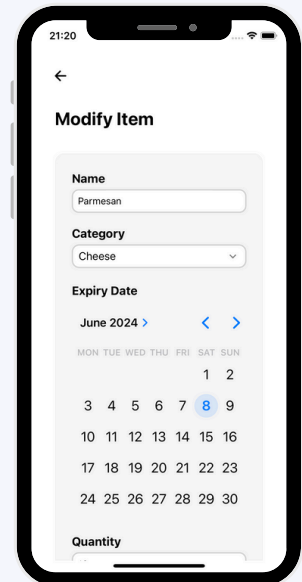 21:20
Modify Item
Name
Parmesan
Category
Cheese
Expiry Date
June 2024
MON TUE WED THU FRI SAT SUN
1 2
3 4 5 6 7 8 9
10 11 12 13 14 15 16
17 18 19 20 21 22 23
24 25 26 27 28 29 30
Quantity